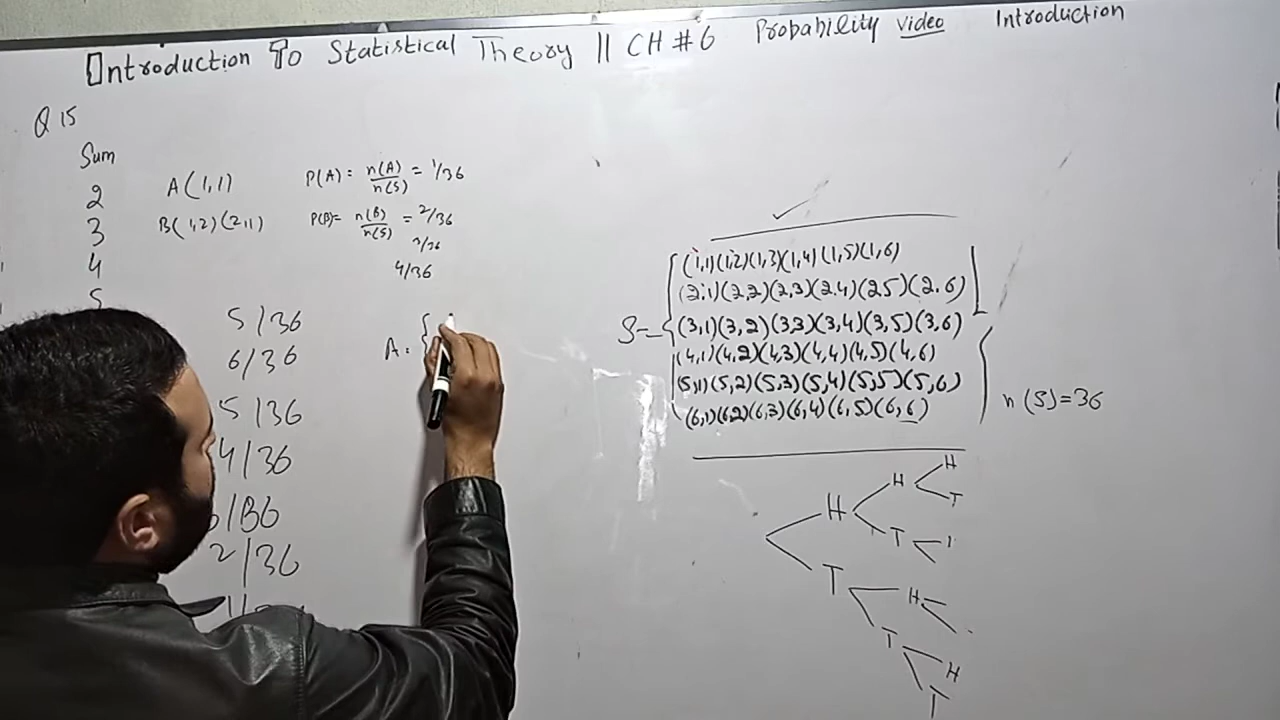 Introduction To Statistical Theory || CH # 6 Probability video Introduction
Q 15
Sum
2 A(1,1) P(A) = n(A)/n(S) = 1/36
3 B(1,2)(2,1) P(B)= n(B)/n(S) = 2/36
3/36
4 4/36
5
5/36
6/36
5/36
4/36
2/36
A = {
S = {
(1,1)(1,2)(1,3)(1,4)(1,5)(1,6)
(2,1)(2,2)(2,3)(2,4)(25)(2,6)
(3,1)(3,2)(3,3)(3,4)(3,5)(3,6)
(4,1)(4,2)(4,3)(4,4)(4,5)(4,6)
(5,1)(5,2)(5,3)(5,4)(5,5)(5,6)
(6,1)(6,2)(6,3)(6,4)(6,5)(6,6)
}
n(S)=36
H
H
T
H
T
T
H
T
H
T